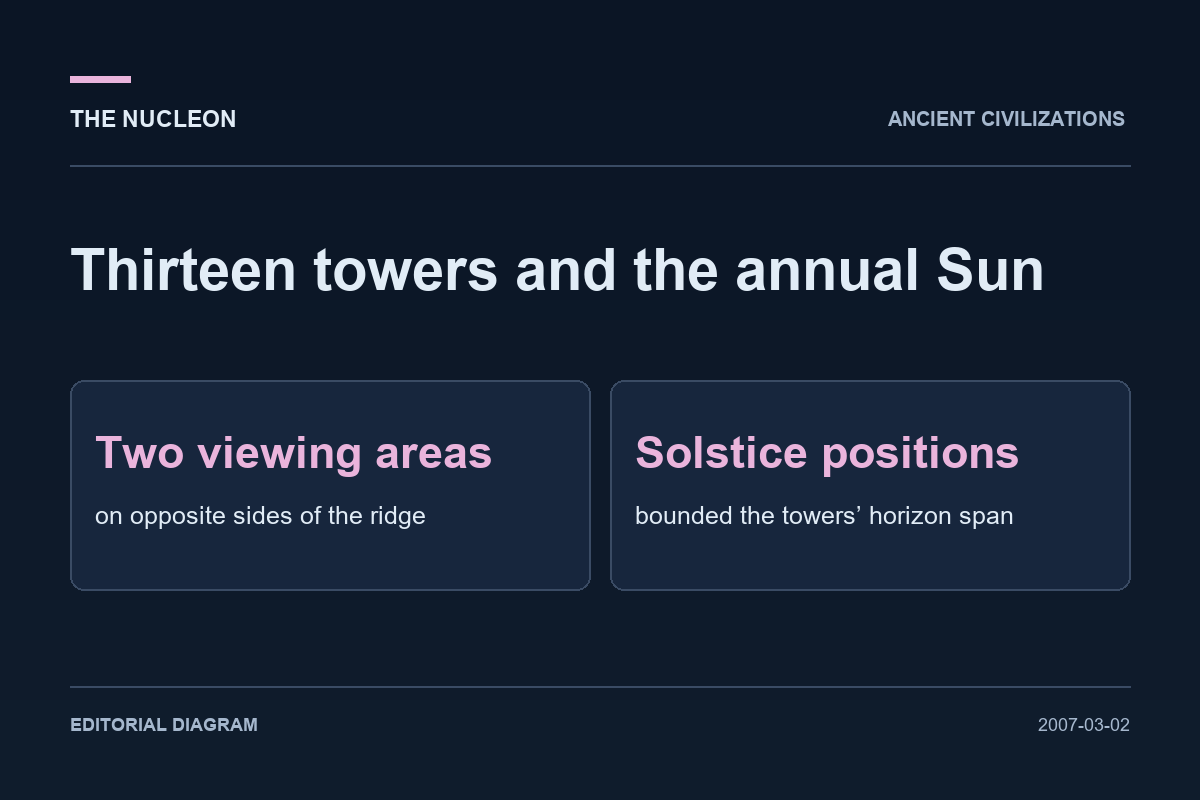 THE NUCLEON
ANCIENT CIVILIZATIONS
Thirteen towers and the annual Sun
Two viewing areas
on opposite sides of the ridge
Solstice positions
bounded the towers’ horizon span
EDITORIAL DIAGRAM
2007-03-02